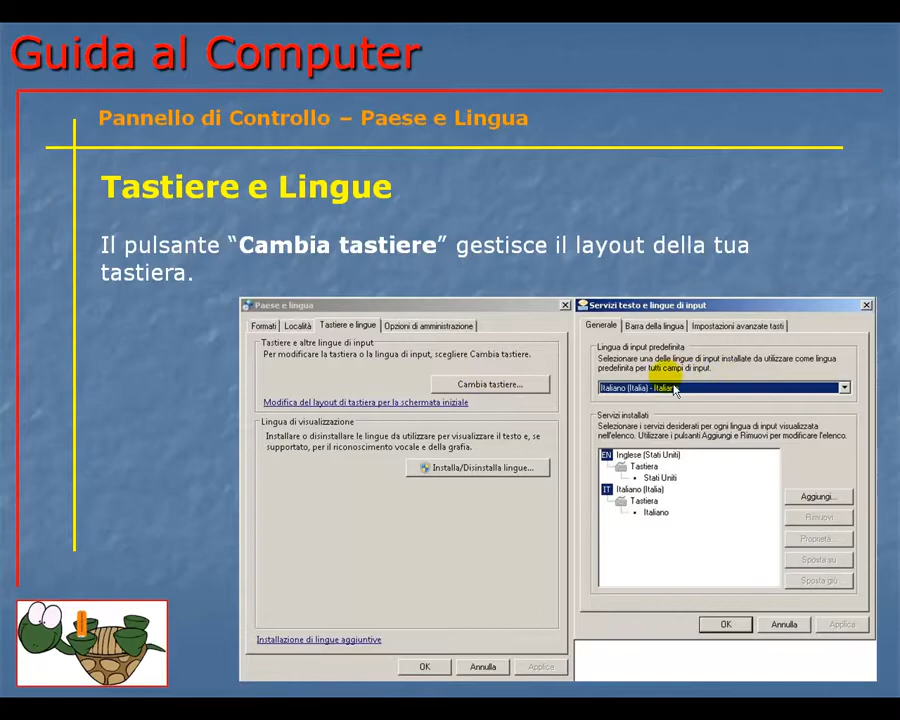 Guida al Computer
Pannello di Controllo – Paese e Lingua
Tastiere e Lingue
Il pulsante “Cambia tastiere” gestisce il layout della tua
tastiera.
Paese e lingua
Formati Località Tastiere e lingue Opzioni di amministrazione
Tastiere e altre lingue di input
Per modificare la tastiera o la lingua di input, scegliere Cambia tastiere.
Cambia tastiere...
Modifica del layout di tastiera per la schermata iniziale
Lingua di visualizzazione
Installare o disinstallare le lingue da utilizzare per visualizzare il testo e, se
supportato, per il riconoscimento vocale e della grafia.
Installa/Disinstalla lingue...
Installazione di lingue aggiuntive
OK Annulla Applica
Servizi testo e lingue di input
Generale Barra della lingua Impostazioni avanzate tasti
Lingua di input predefinita
Selezionare una delle lingue di input installate da utilizzare come lingua
predefinita per tutti campi di input.
Italiano (Italia) - Italiano
Servizi installati
Selezionare i servizi desiderati per ogni lingua di input visualizzata
nell'elenco. Utilizzare i pulsanti Aggiungi e Rimuovi per modificare l'elenco.
EN Inglese (Stati Uniti)
Tastiera
Stati Uniti
IT Italiano (Italia)
Tastiera
Italiano
Aggiungi...
Rimuovi
Proprietà...
Sposta su
Sposta giù
OK Annulla Applica